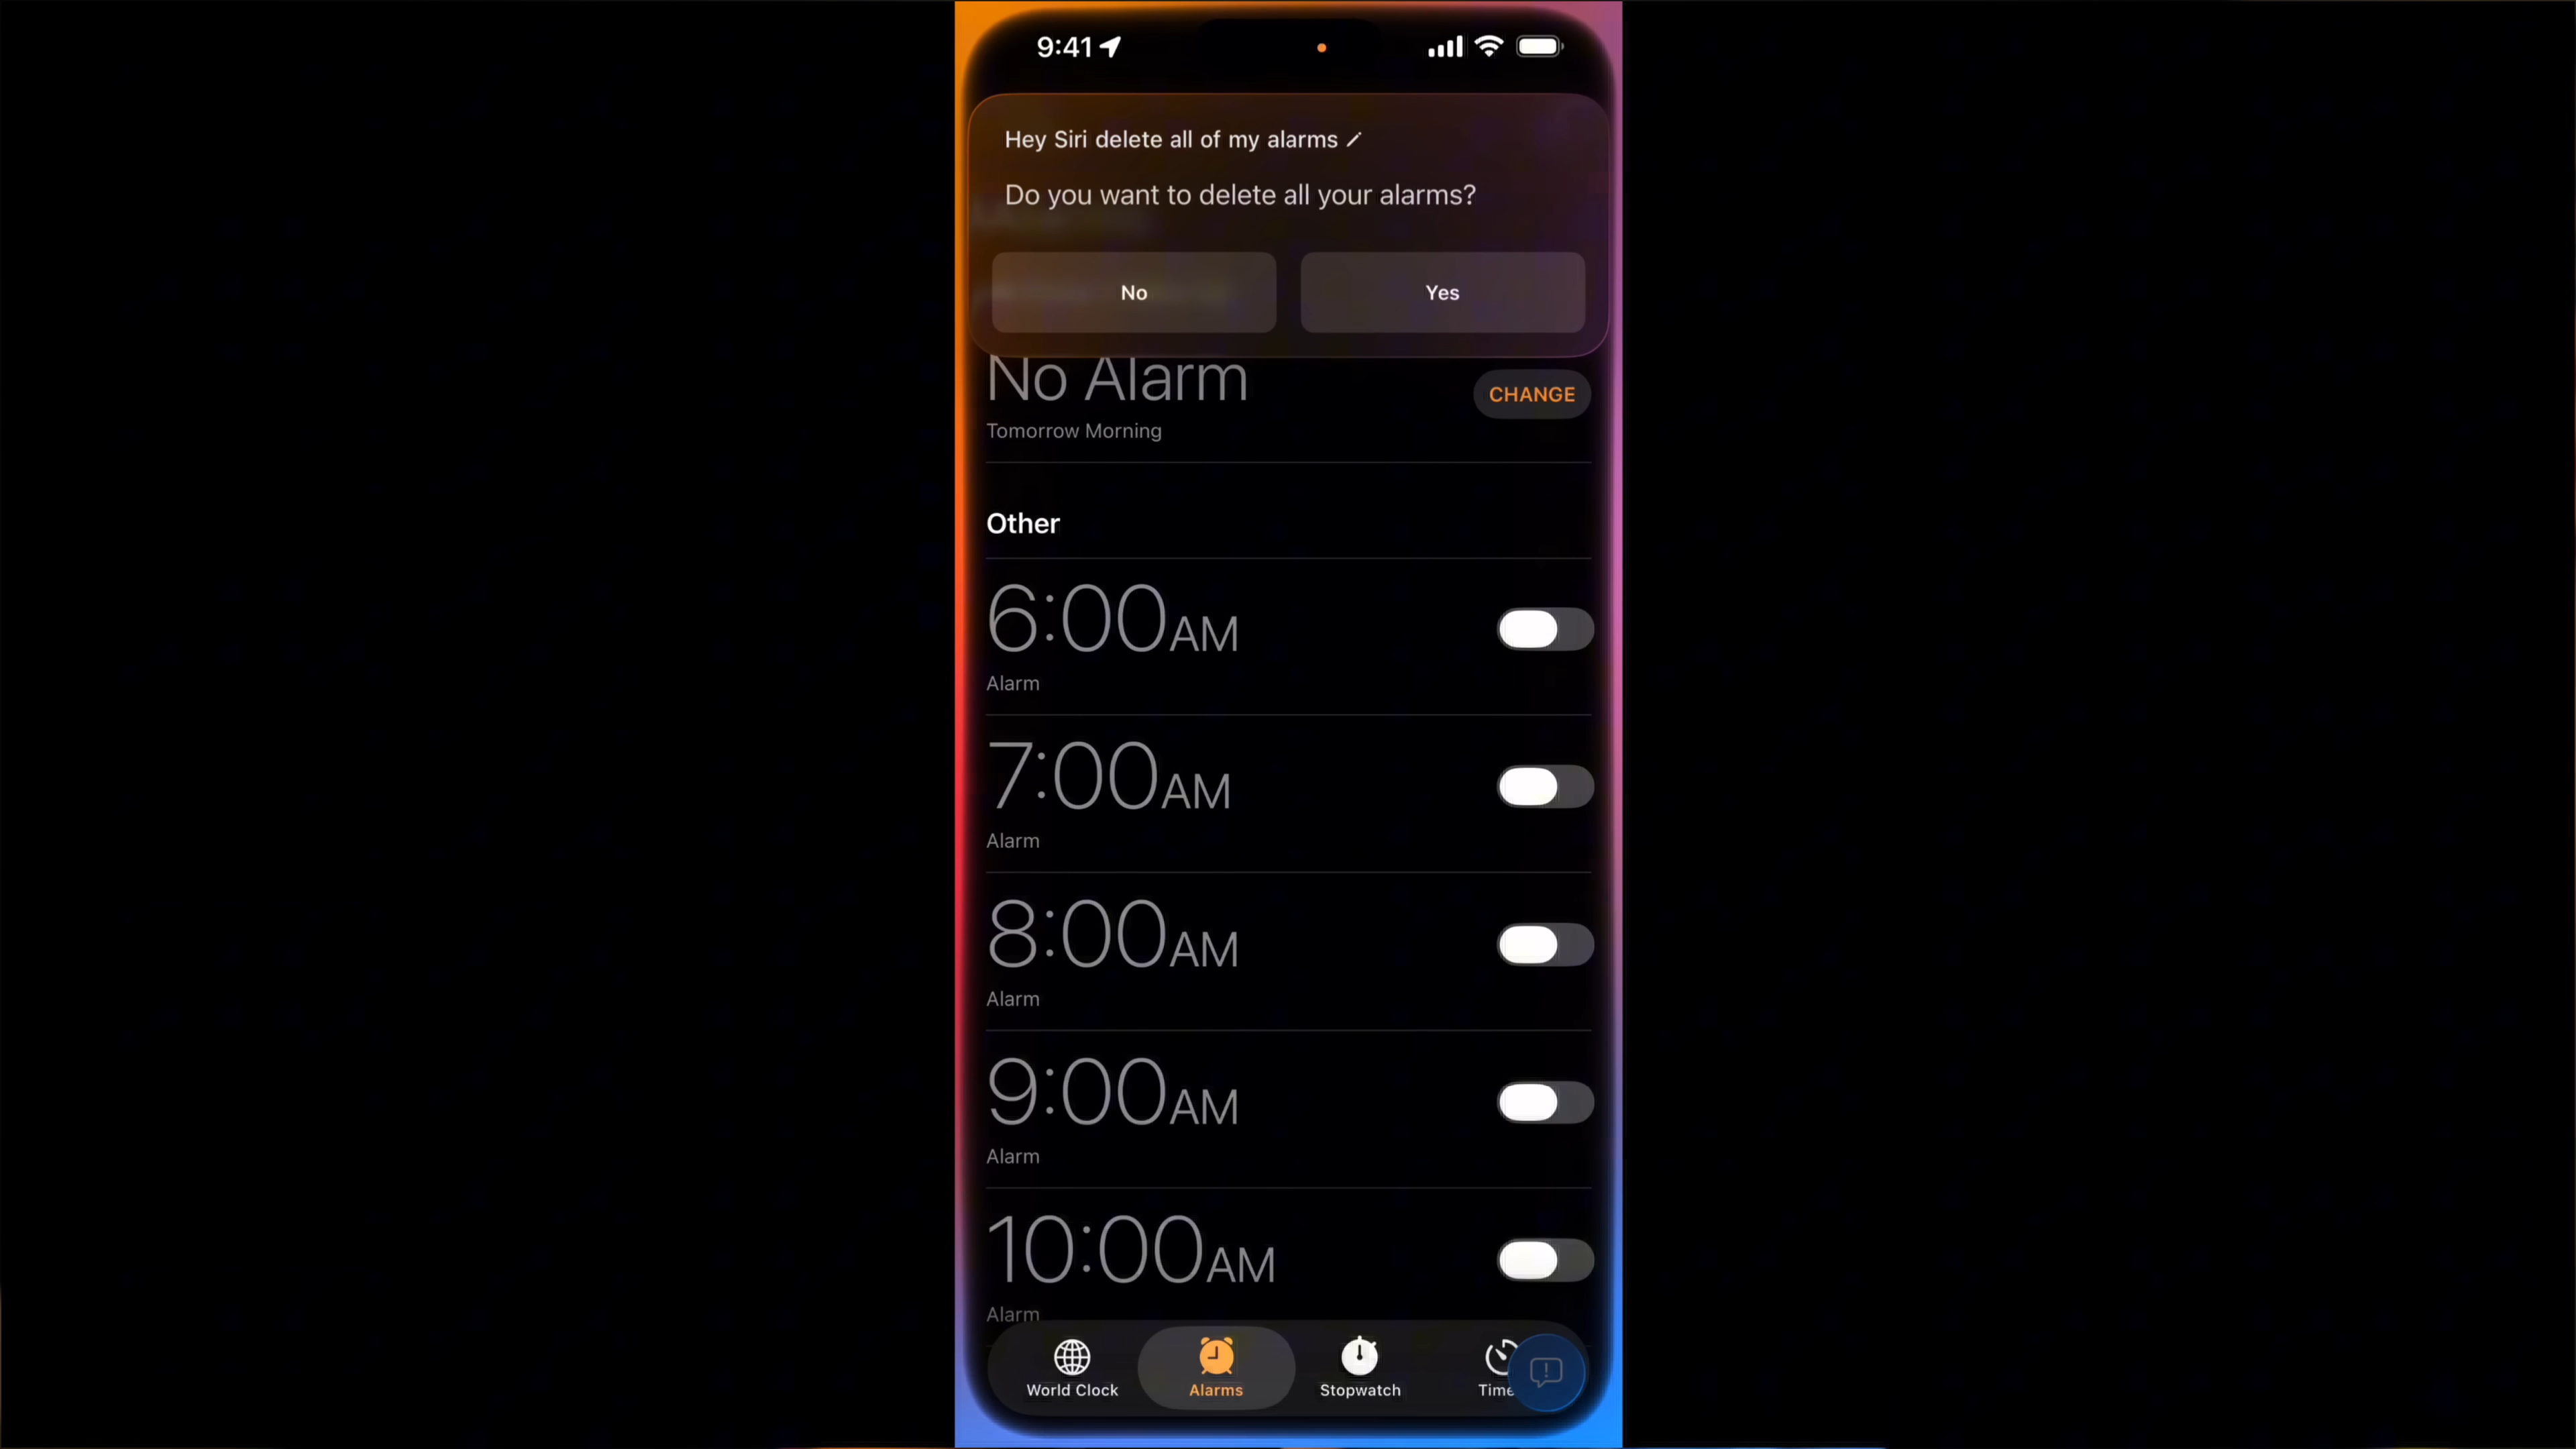 9:41
Hey Siri delete all of my alarms
Do you want to delete all your alarms?
No
Yes
No Alarm
CHANGE
Tomorrow Morning
Other
6:00AM
Alarm
7:00AM
Alarm
8:00AM
Alarm
9:00AM
Alarm
10:00AM
Alarm
World Clock
Alarms
Stopwatch
Time